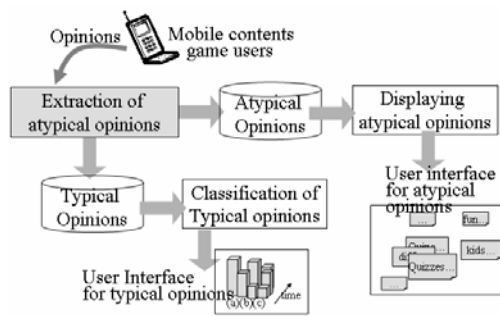 Opinions
Mobile contents
game users
Extraction of
atypical opinions
Atypical
Opinions
Displaying
atypical opinions
Typical
Opinions
Classification of
Typical opinions
User interface
for atypical
opinions
...
fun...
kids...
Quizzes...
...
User Interface
for typical opinions
(a)(b)(c)
time